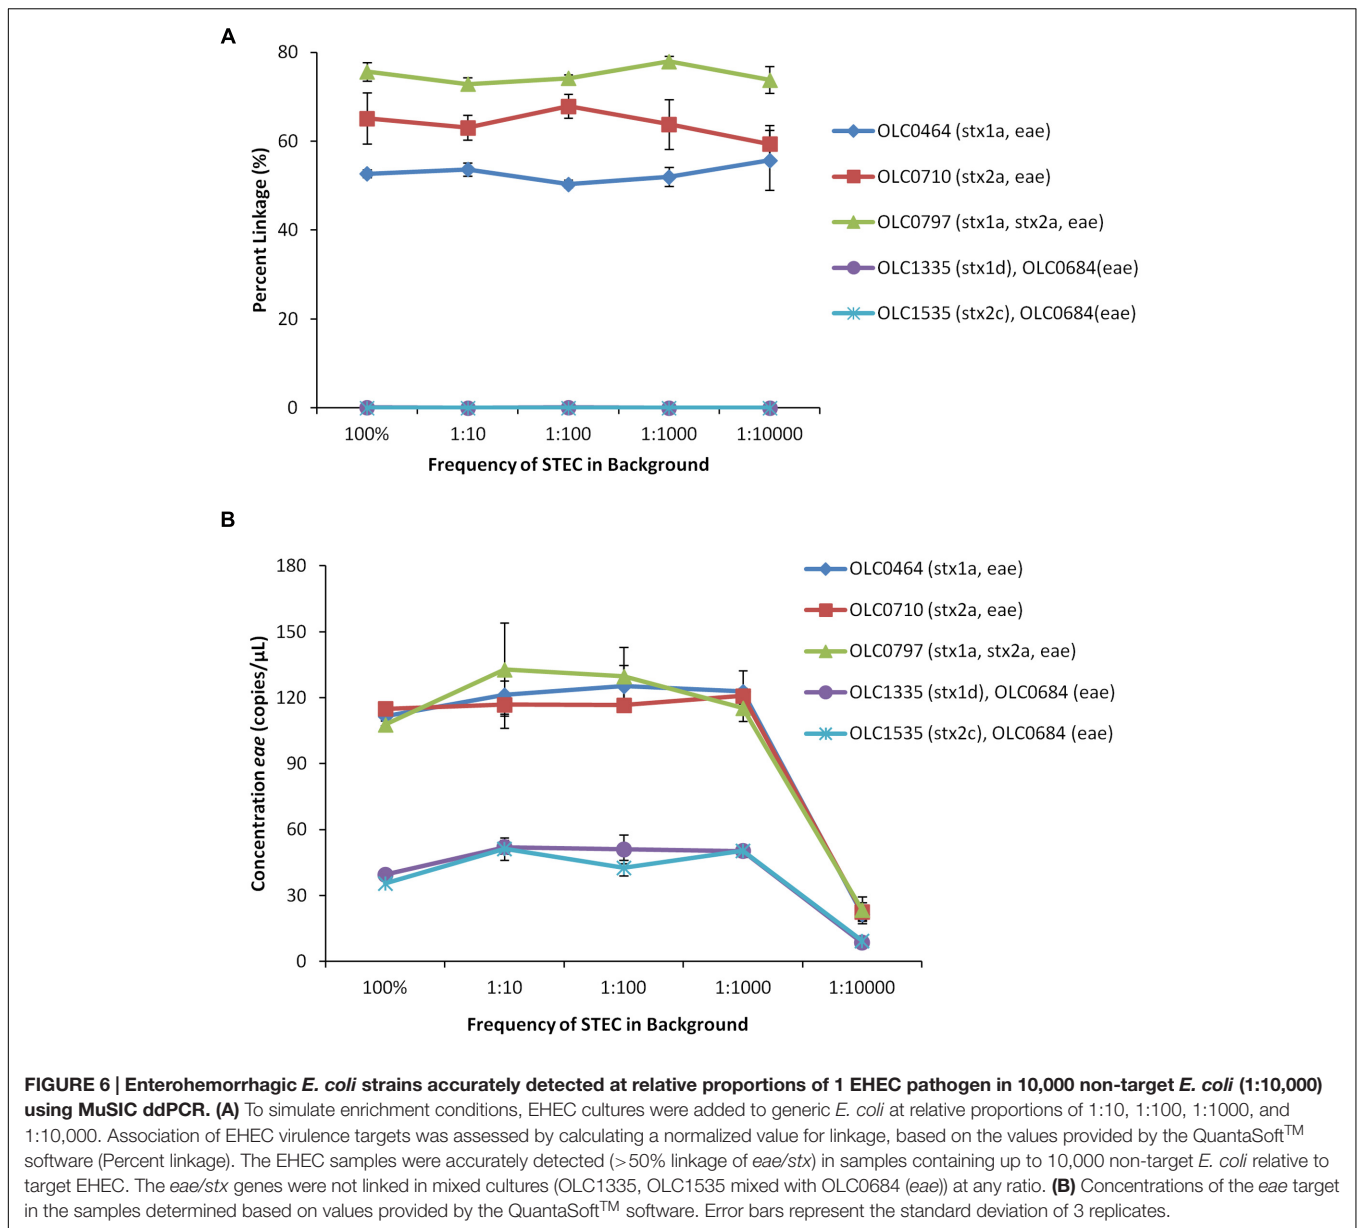 A
80
60
40
20
0
Percent Linkage (%)
100% 1:10 1:100 1:1000 1:10000
Frequency of STEC in Background
OLC0464 (stx1a, eae)
OLC0710 (stx2a, eae)
OLC0797 (stx1a, stx2a, eae)
OLC1335 (stx1d), OLC0684(eae)
OLC1535 (stx2c), OLC0684(eae)
B
180
150
120
90
60
30
0
Concentration eae (copies/µL)
100% 1:10 1:100 1:1000 1:10000
Frequency of STEC in Background
OLC0464 (stx1a, eae)
OLC0710 (stx2a, eae)
OLC0797 (stx1a, stx2a, eae)
OLC1335 (stx1d), OLC0684 (eae)
OLC1535 (stx2c), OLC0684 (eae)
FIGURE 6 | Enterohemorrhagic E. coli strains accurately detected at relative proportions of 1 EHEC pathogen in 10,000 non-target E. coli (1:10,000)
using MuSIC ddPCR. (A) To simulate enrichment conditions, EHEC cultures were added to generic E. coli at relative proportions of 1:10, 1:100, 1:1000, and
1:10,000. Association of EHEC virulence targets was assessed by calculating a normalized value for linkage, based on the values provided by the QuantaSoft™
software (Percent linkage). The EHEC samples were accurately detected (>50% linkage of eae/stx) in samples containing up to 10,000 non-target E. coli relative to
target EHEC. The eae/stx genes were not linked in mixed cultures (OLC1335, OLC1535 mixed with OLC0684 (eae)) at any ratio. (B) Concentrations of the eae target
in the samples determined based on values provided by the QuantaSoft™ software. Error bars represent the standard deviation of 3 replicates.